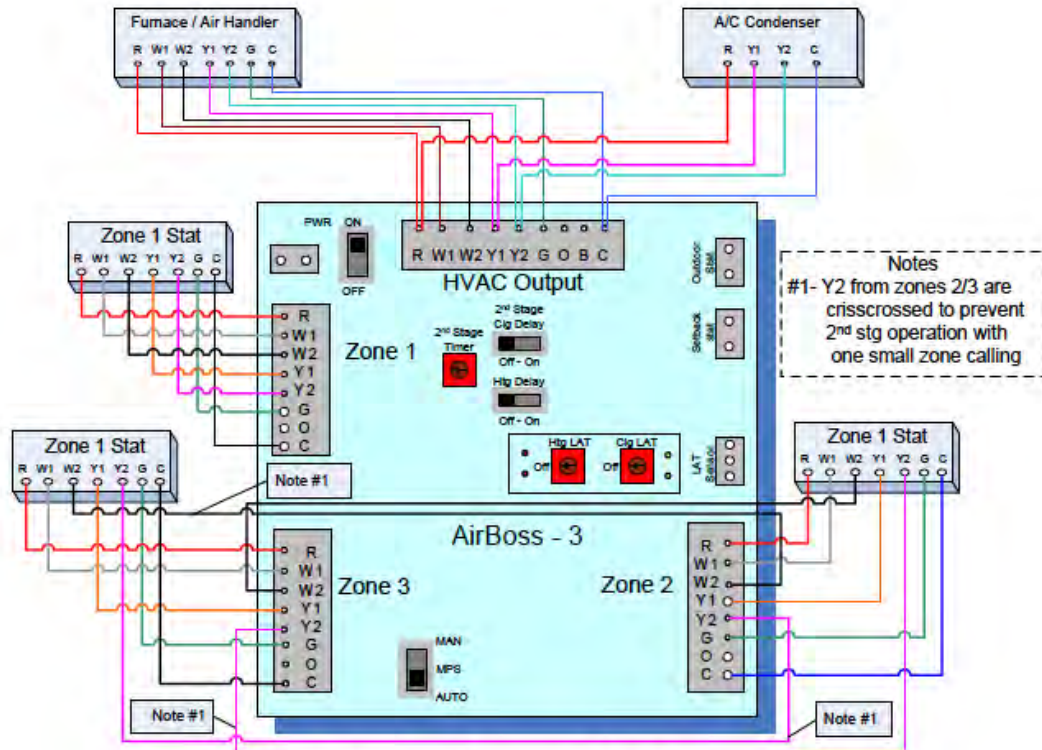 Furnace / Air Handler
R W1 W2 Y1 Y2 G C
A/C Condenser
R Y1 Y2 C
PWR ON
OFF
R W1 W2 Y1 Y2 G O B C
HVAC Output
Zone 1 Stat
R W1 W2 Y1 Y2 G C
R
W1
W2
Y1
Y2
G
O
C
Zone 1
2nd Stage
Timer
2nd Stage
Clg Delay
Off - On
Htg Delay
Off - On
Outdoor
Stat
Setback
stat
LAT
Sensor
Htg LAT
Off
Clg LAT
Off
Notes
#1- Y2 from zones 2/3 are
crisscrossed to prevent
2nd stg operation with
one small zone calling
Zone 1 Stat
R W1 W2 Y1 Y2 G C
Note #1
Zone 1 Stat
R W1 W2 Y1 Y2 G C
AirBoss - 3
R
W1
W2
Y1
Y2
G
O
C
Zone 3
Zone 2
R
W1
W2
Y1
Y2
G
O
C
MAN
MPS
AUTO
Note #1
Note #1